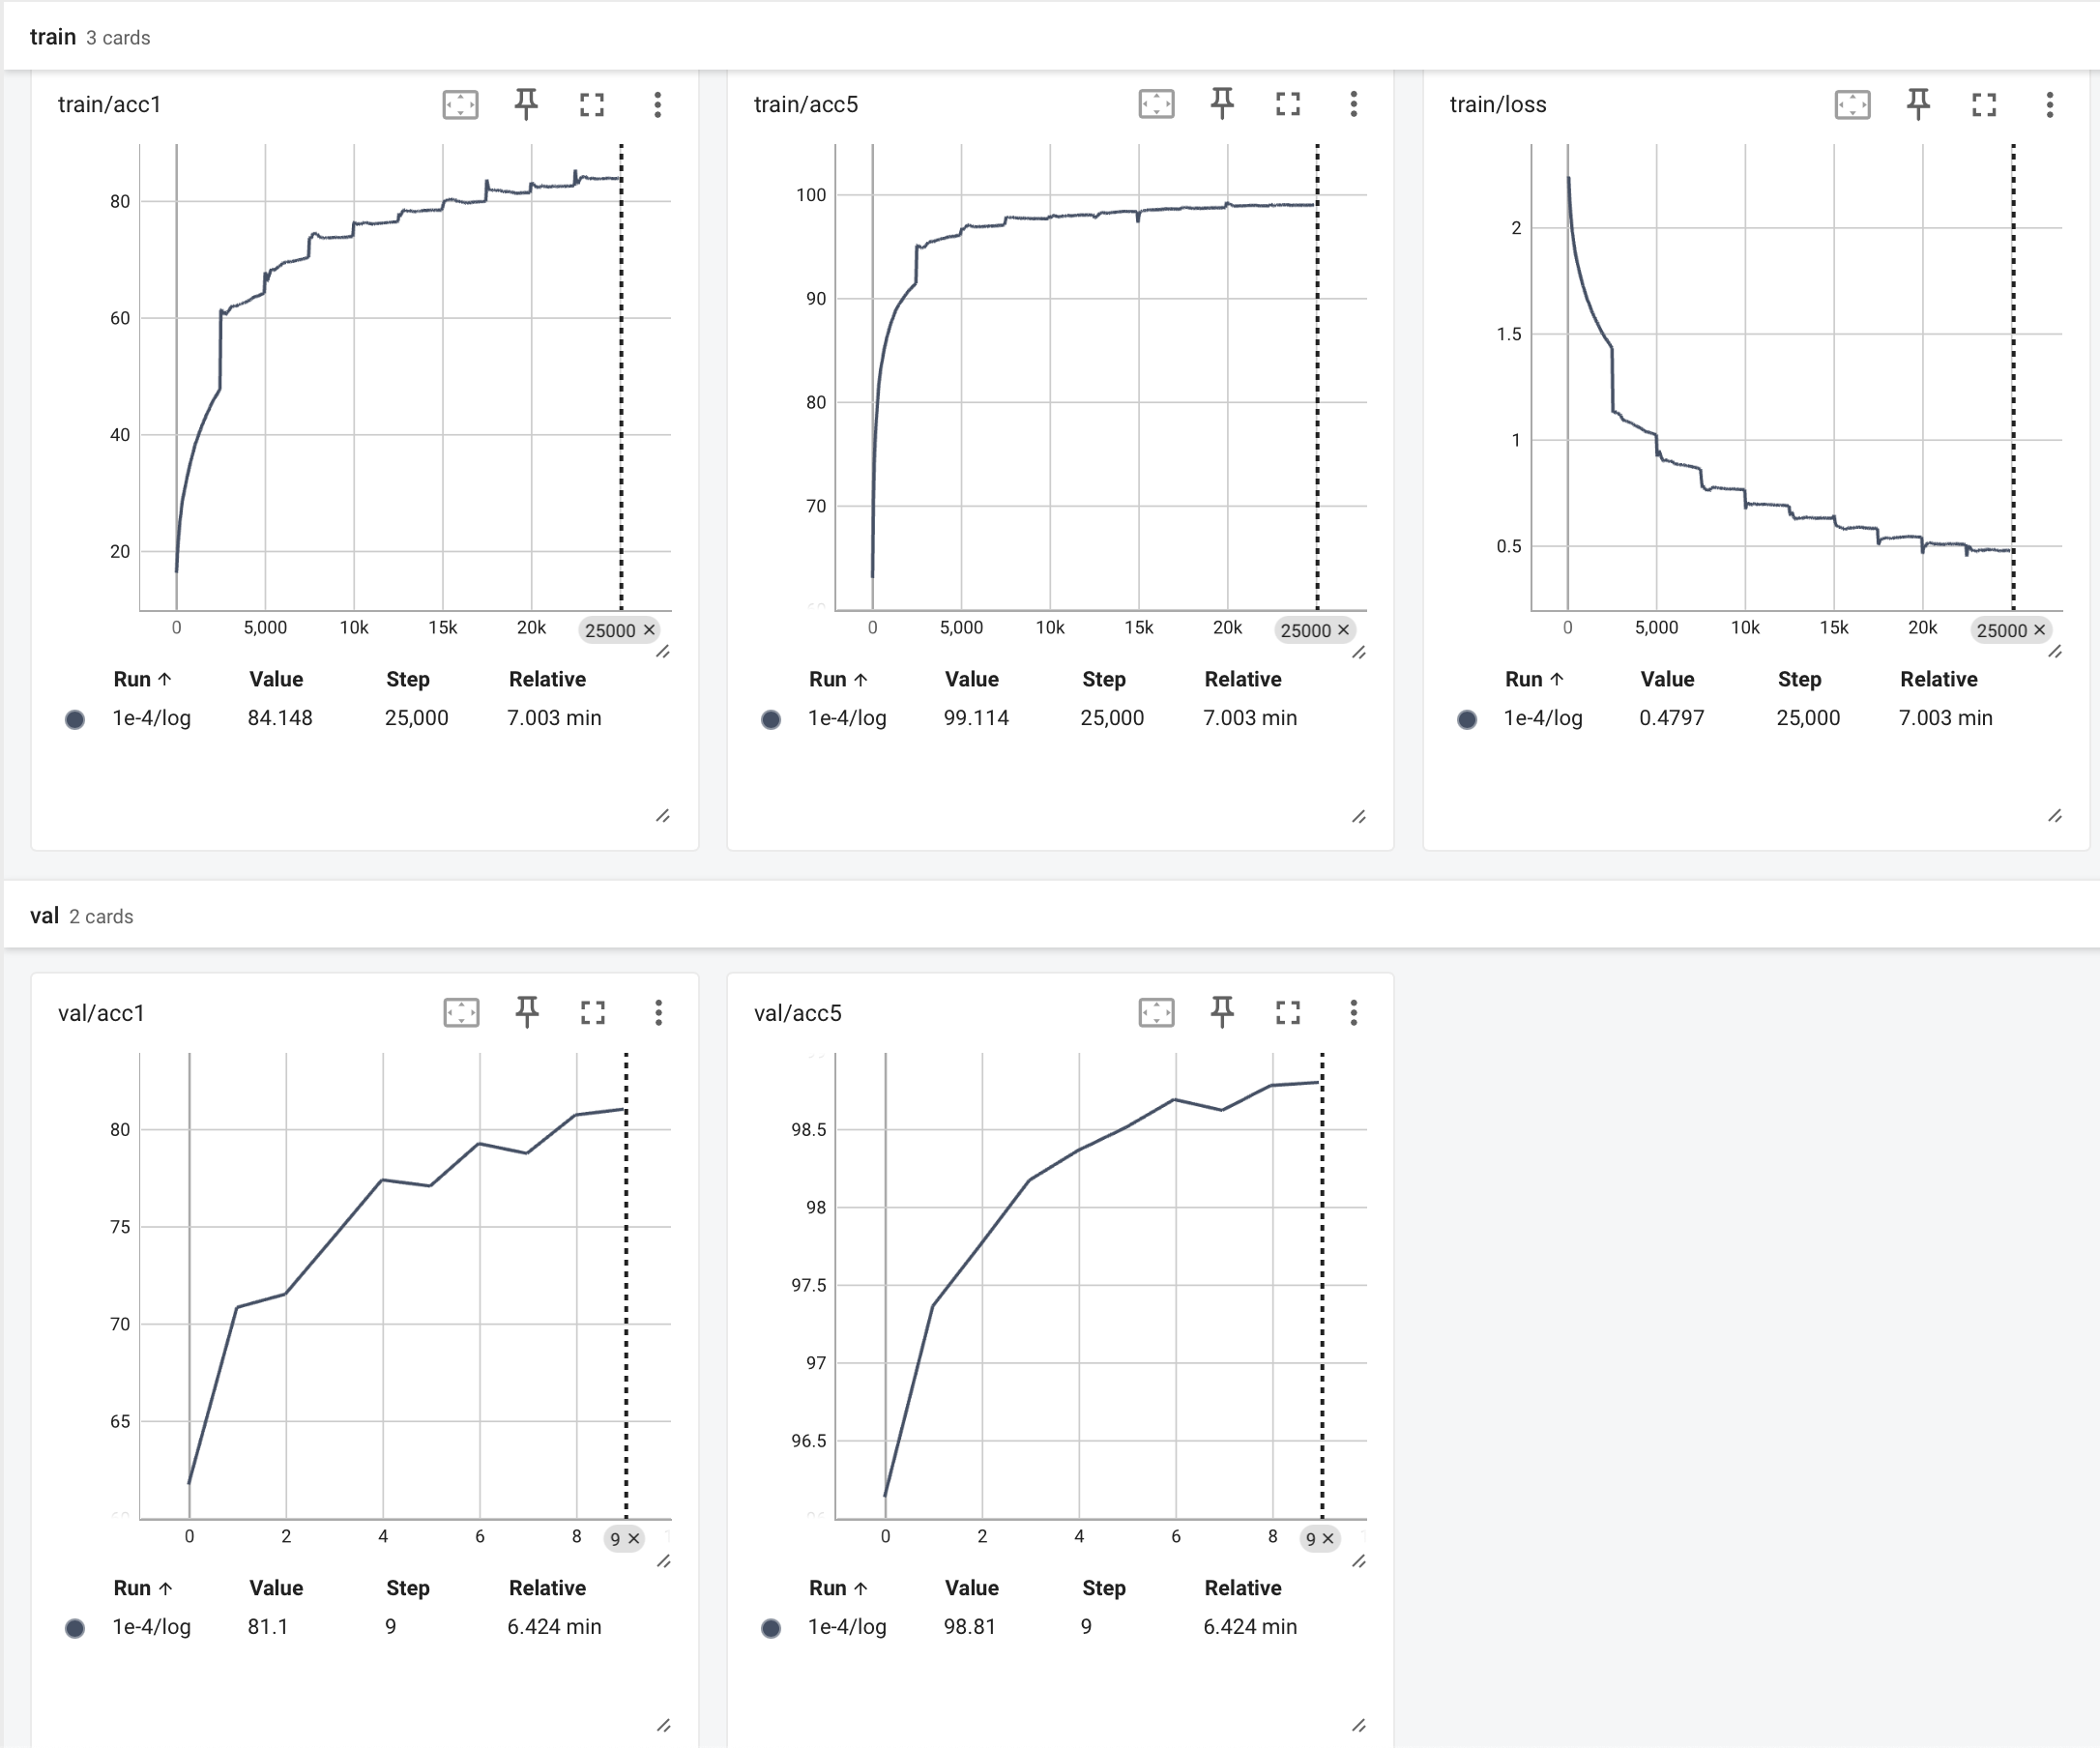 train 3 cards
train/acc1
80
60
40
20
0 5,000 10k 15k 20k 25000 ×
Run ↑ Value Step Relative
1e-4/log 84.148 25,000 7.003 min
train/acc5
100
90
80
70
0 5,000 10k 15k 20k 25000 ×
Run ↑ Value Step Relative
1e-4/log 99.114 25,000 7.003 min
train/loss
2
1.5
1
0.5
0 5,000 10k 15k 20k 25000 ×
Run ↑ Value Step Relative
1e-4/log 0.4797 25,000 7.003 min
val 2 cards
val/acc1
80
75
70
65
0 2 4 6 8 9 ×
Run ↑ Value Step Relative
1e-4/log 81.1 9 6.424 min
val/acc5
98.5
98
97.5
97
96.5
0 2 4 6 8 9 ×
Run ↑ Value Step Relative
1e-4/log 98.81 9 6.424 min